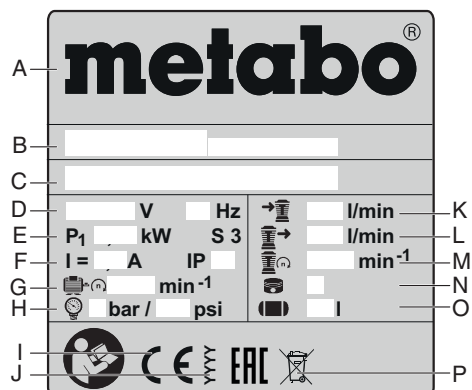 metabo®
A
B
C
D V Hz l/min K
E P1 , kW S 3 l/min L
F I = , A IP min-1 M
G n min-1 N
H bar / psi l O
I CE EAC
J P